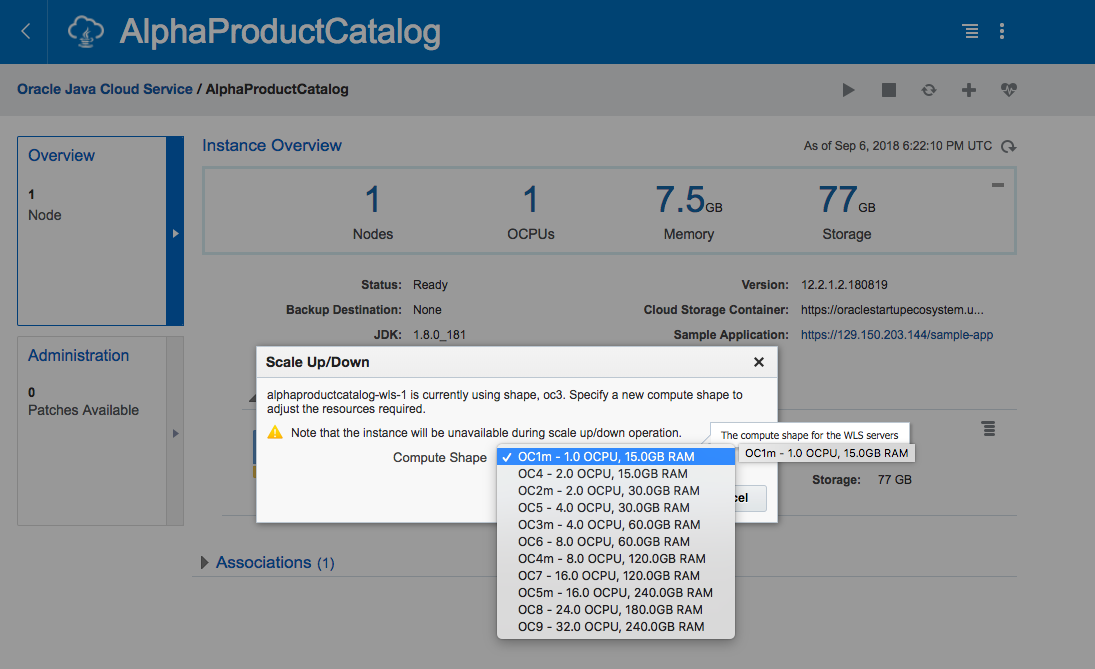 AlphaProductCatalog
Oracle Java Cloud Service / AlphaProductCatalog
Overview
1
Node
Administration
0
Patches Available
Instance Overview
As of Sep 6, 2018 6:22:10 PM UTC
1
Nodes
1
OCPUs
7.5GB
Memory
77GB
Storage
Status: Ready
Version: 12.2.1.2.180819
Backup Destination: None
Cloud Storage Container: https://oraclestartupecosystem.u...
JDK: 1.8.0_181
Sample Application: https://129.150.203.144/sample-app
Scale Up/Down
alphaproductcatalog-wls-1 is currently using shape, oc3. Specify a new compute shape to
adjust the resources required.
Note that the instance will be unavailable during scale up/down operation.
The compute shape for the WLS servers
Compute Shape
OC1m - 1.0 OCPU, 15.0GB RAM
OC1m - 1.0 OCPU, 15.0GB RAM
OC4 - 2.0 OCPU, 15.0GB RAM
OC2m - 2.0 OCPU, 30.0GB RAM
OC5 - 4.0 OCPU, 30.0GB RAM
OC3m - 4.0 OCPU, 60.0GB RAM
OC6 - 8.0 OCPU, 60.0GB RAM
OC4m - 8.0 OCPU, 120.0GB RAM
OC7 - 16.0 OCPU, 120.0GB RAM
OC5m - 16.0 OCPU, 240.0GB RAM
OC8 - 24.0 OCPU, 180.0GB RAM
OC9 - 32.0 OCPU, 240.0GB RAM
cel
Storage: 77 GB
Associations (1)